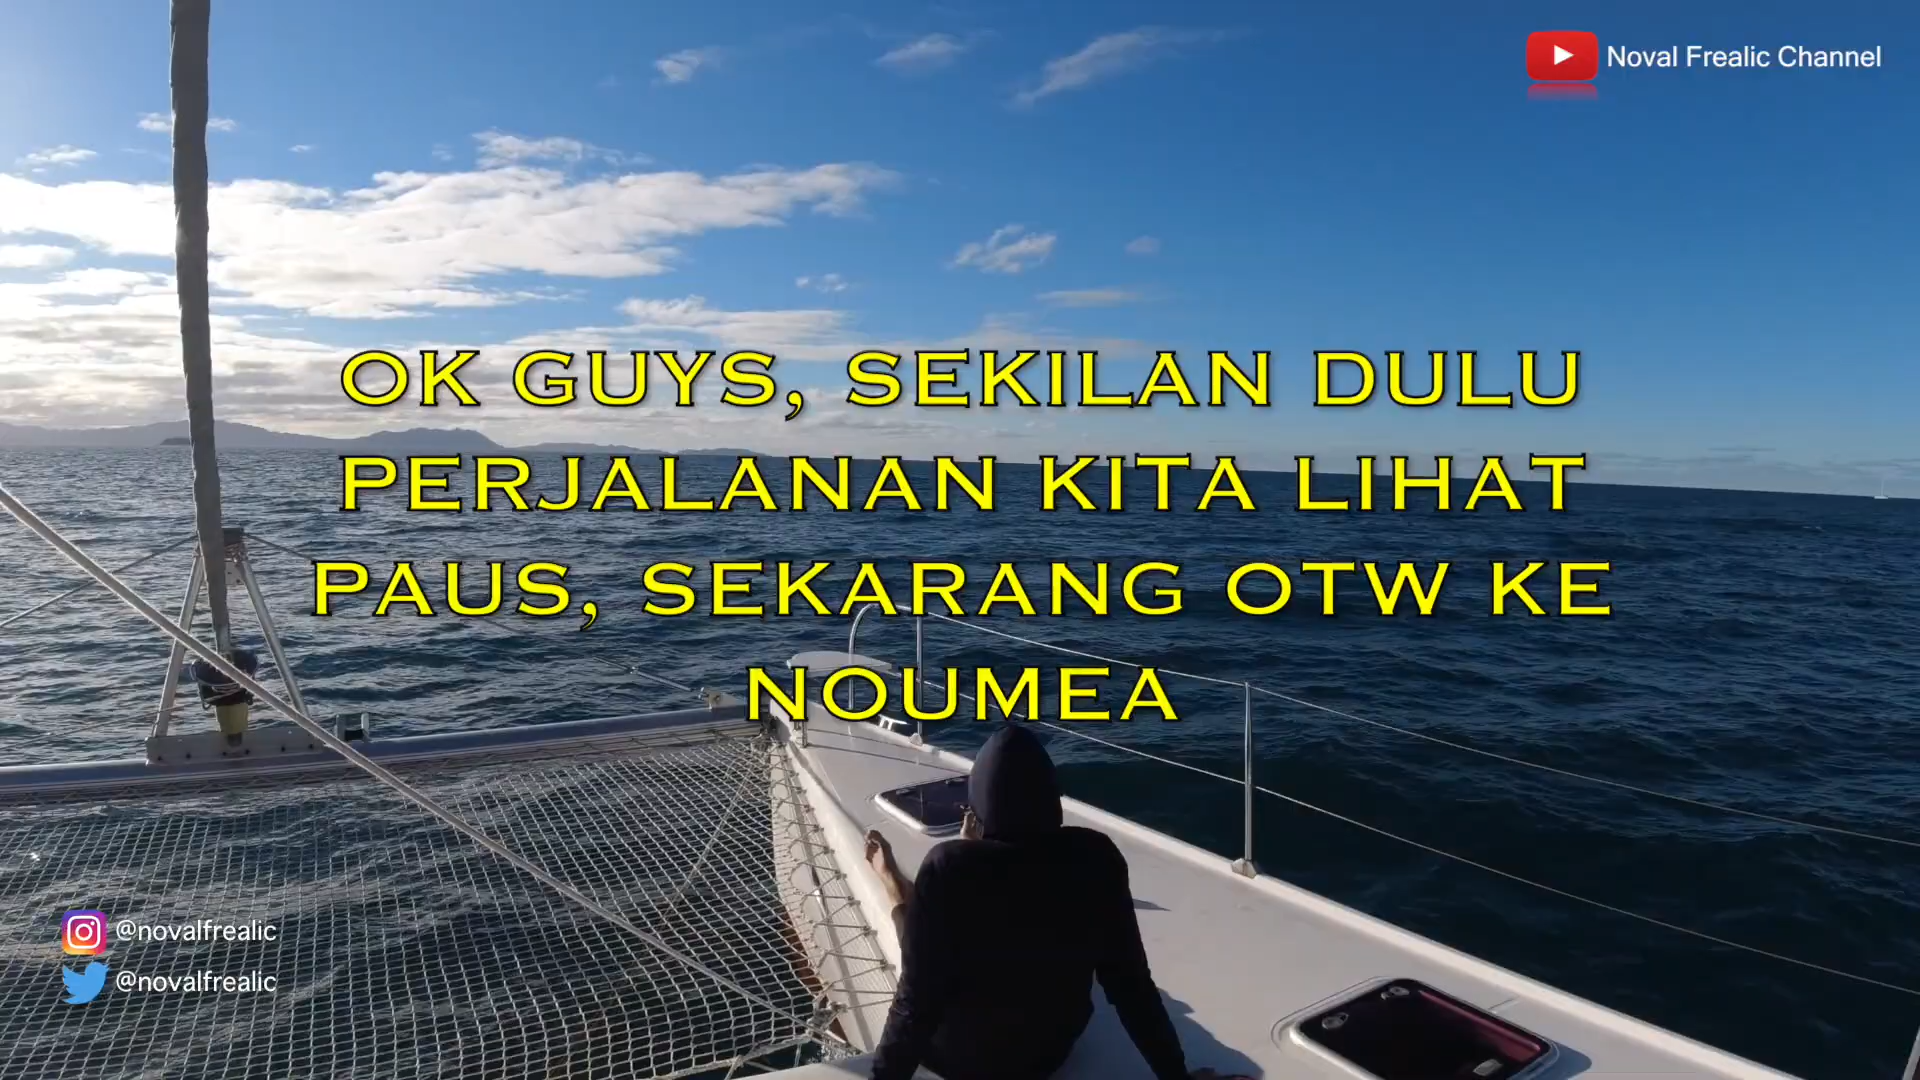 Noval Frealic Channel
OK GUYS, SEKILAN DULU
PERJALANAN KITA LIHAT
PAUS, SEKARANG OTW KE
NOUMEA
@novalfrealic
@novalfrealic